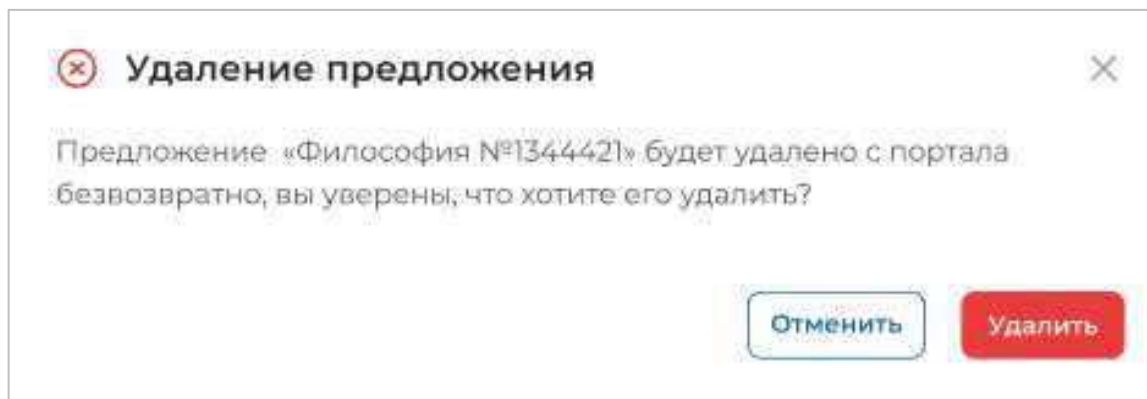 Удаление предложения
Предложение «Философия №1344421» будет удалено с портала
безвозвратно, вы уверены, что хотите его удалить?
Отменить Удалить